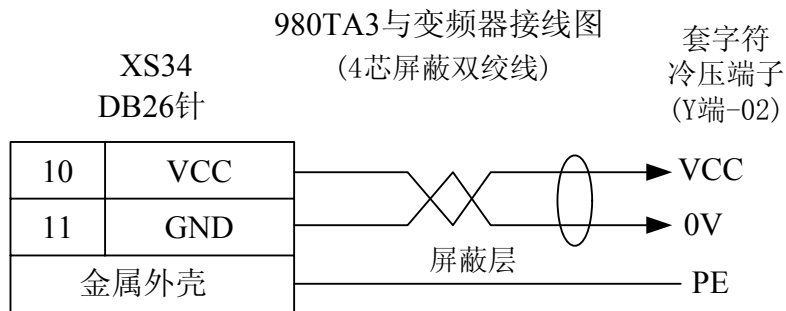 980TA3与变频器接线图
(4芯屏蔽双绞线)
XS34
DB26针
套字符
冷压端子
(Y端-02)
10 VCC VCC
11 GND 0V
屏蔽层
金属外壳 PE